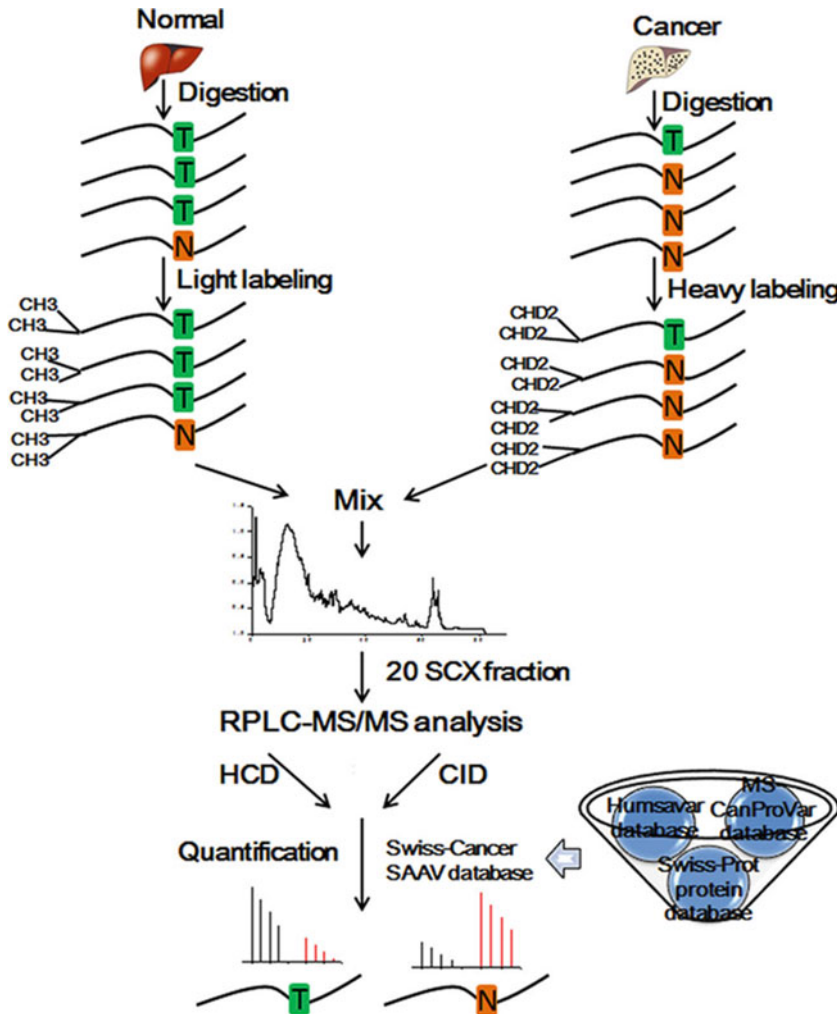 Normal
Cancer
Digestion
Digestion
T
T
T
T
N
N
N
N
Light labeling
Heavy labeling
CH3
CH3
T
CHD2
CHD2
T
CH3
CH3
T
CHD2
CHD2
N
CH3
CH3
T
CHD2
CHD2
N
CH3
CH3
N
CHD2
CHD2
N
Mix
20 SCX fraction
RPLC-MS/MS analysis
HCD
CID
Quantification
Swiss-Cancer
SAAV database
Humsavar
database
MS-
CanProVar
database
Swiss-Prot
protein
database
T
N